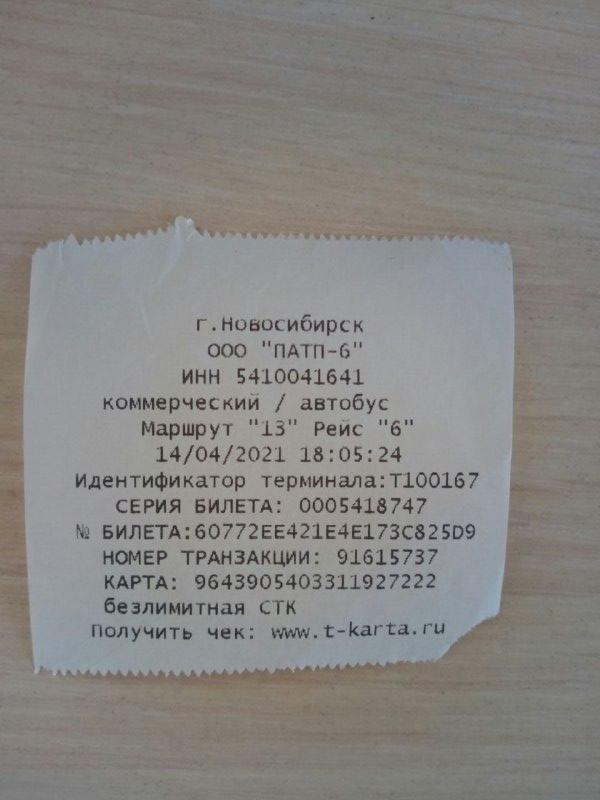 г.Новосибирск
ООО "ПАТП-6"
ИНН 5410041641
коммерческий / автобус
Маршрут "13" Рейс "6"
14/04/2021 18:05:24
Идентификатор терминала:Т100167
СЕРИЯ БИЛЕТА: 0005418747
№ БИЛЕТА:60772EE421E4E173C825D9
НОМЕР ТРАНЗАКЦИИ: 91615737
КАРТА: 9643905403311927222
безлимитная СТК
Получить чек: www.t-karta.ru